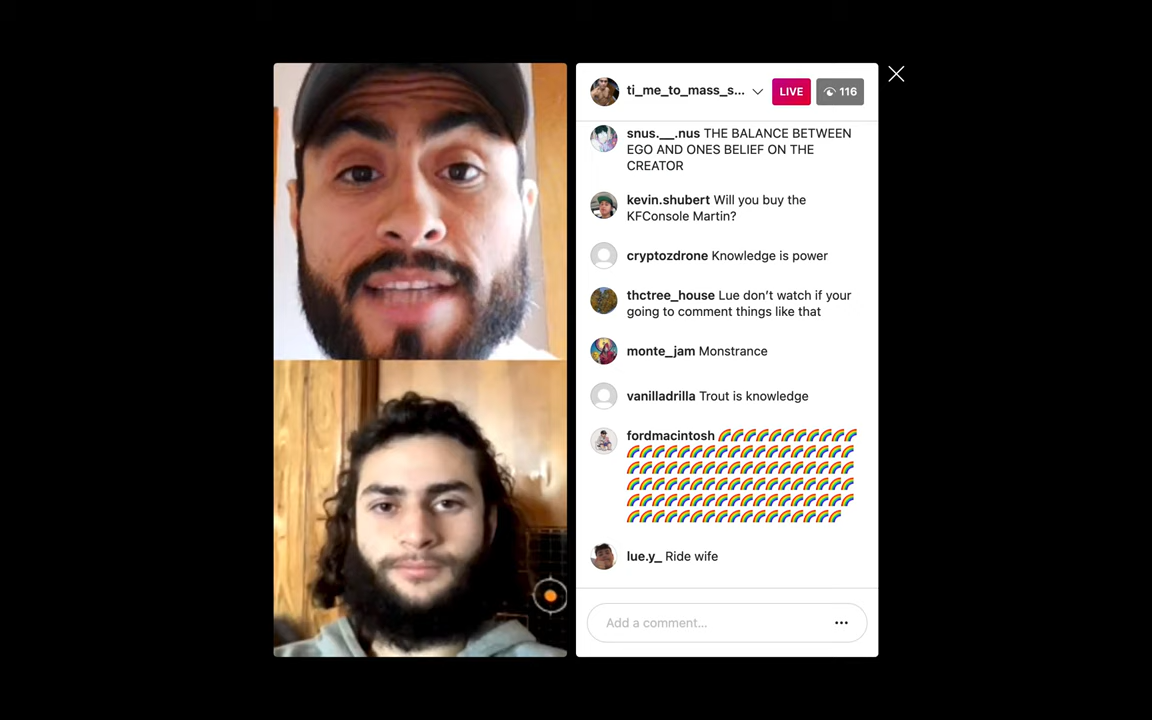 ti_me_to_mass_s...
LIVE
116
snus.__.nus THE BALANCE BETWEEN
EGO AND ONES BELIEF ON THE
CREATOR
kevin.shubert Will you buy the
KFConsole Martin?
cryptozdrone Knowledge is power
thctree_house Lue don’t watch if your
going to comment things like that
monte_jam Monstrance
vanilladrilla Trout is knowledge
fordmacintosh
lue.y_ Ride wife
Add a comment...